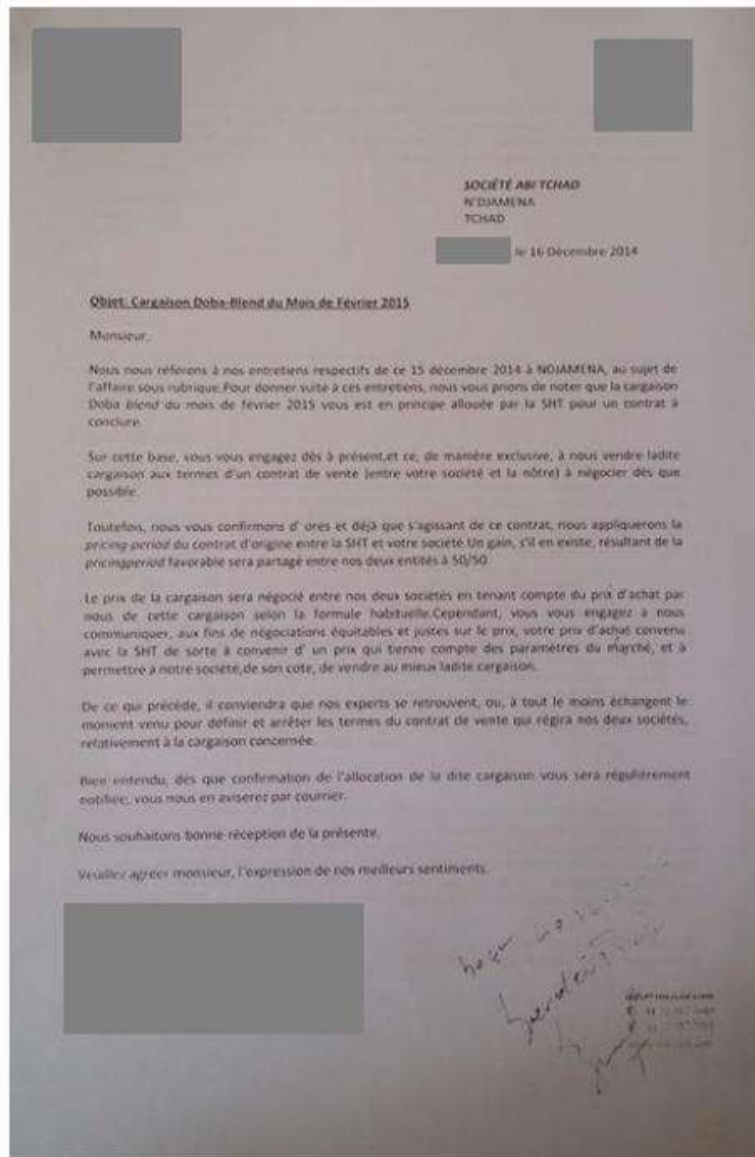 SOCIÉTÉ ABI TCHAD
N'DJAMENA
TCHAD
le 16 Décembre 2014
Objet: Cargaison Doba-Blend du Mois de Février 2015
Monsieur,
Nous nous référons à nos entretiens respectifs de ce 15 décembre 2014 à NDJAMENA, au sujet de
l'affaire sous rubrique.Pour donner suite à ces entretiens, nous vous prions de noter que la cargaison
Doba blend du mois de février 2015 vous est en principe allouée par la SHT pour un contrat à
conclure.
Sur cette base, vous vous engagez dès à présent,et ce, de manière exclusive, à nous vendre ladite
cargaison aux termes d'un contrat de vente (entre votre société et la nôtre) à négocier dès que
possible.
Toutefois, nous vous confirmons d' ores et déjà que s'agissant de ce contrat, nous appliquerons la
pricing-period du contrat d'origine entre la SHT et votre société.Un gain, s'il en existe, résultant de la
pricingperiod favorable sera partagé entre nos deux entités à 50/50.
Le prix de la cargaison sera négocié entre nos deux sociétés en tenant compte du prix d'achat par
nous de cette cargaison selon la formule habituelle.Cependant, vous vous engagez à nous
communiquer, aux fins de négociations équitables et justes sur le prix, votre prix d'achat convenu
avec la SHT de sorte à convenir d' un prix qui tienne compte des paramètres du marché, et à
permettre à notre société,de son cote, de vendre au mieux ladite cargaison.
De ce qui précède, il conviendra que nos experts se retrouvent, ou, à tout le moins échangent le
moment venu pour définir et arrêter les termes du contrat de vente qui régira nos deux sociétés,
relativement à la cargaison concernée.
Bien entendu, dès que confirmation de l'allocation de la dite cargaison vous sera régulièrement
notifiée, vous nous en aviserez par courrier.
Nous souhaitons bonne réception de la présente,
Veuillez agréer monsieur, l'expression de nos meilleurs sentiments.